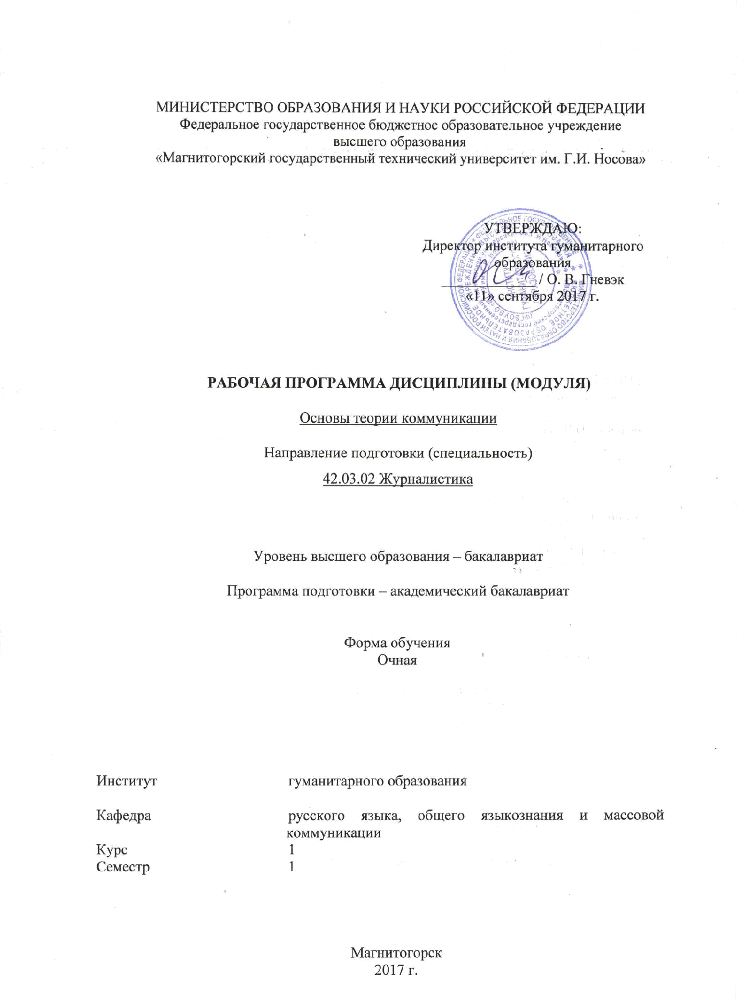 МИНИСТЕРСТВО ОБРАЗОВАНИЯ И НАУКИ РОССИЙСКОЙ ФЕДЕРАЦИИ
Федеральное государственное бюджетное образовательное учреждение
высшего образования
«Магнитогорский государственный технический университет им. Г.И. Носова»
УТВЕРЖДАЮ:
Директор института гуманитарного
образования
/ О. В. Гневэк
«11» сентября 2017 г.
РАБОЧАЯ ПРОГРАММА ДИСЦИПЛИНЫ (МОДУЛЯ)
Основы теории коммуникации
Направление подготовки (специальность)
42.03.02 Журналистика
Уровень высшего образования – бакалавриат
Программа подготовки – академический бакалавриат
Форма обучения
Очная
Институт гуманитарного образования
Кафедра русского языка, общего языкознания и массовой
коммуникации
Курс 1
Семестр 1
Магнитогорск
2017 г.